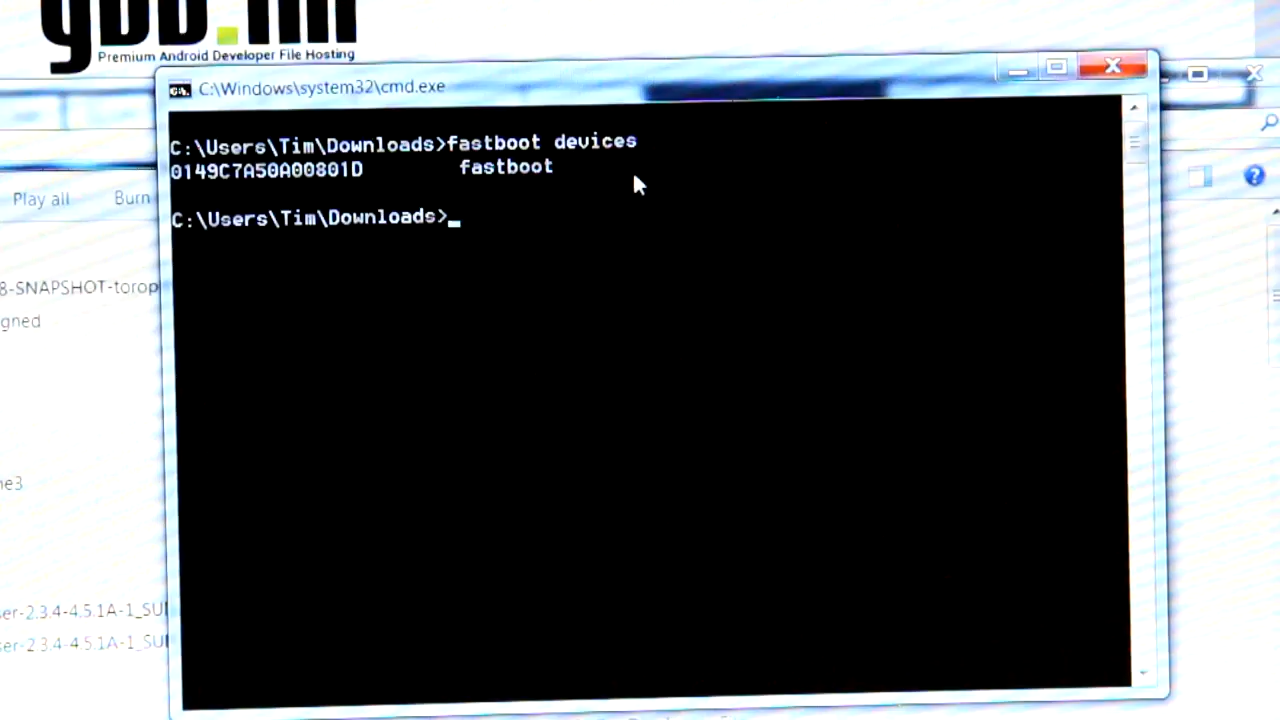 Premium Android Developer File Hosting
C:\Windows\system32\cmd.exe
C:\Users\Tim\Downloads>fastboot devices
0149C7A50A00801D fastboot
C:\Users\Tim\Downloads>_
Play all
Burn
8-SNAPSHOT-torop
gned
ne3
ser-2.3.4-4.5.1A-1_SU
ser-2.3.4-4.5.1A-1_SU